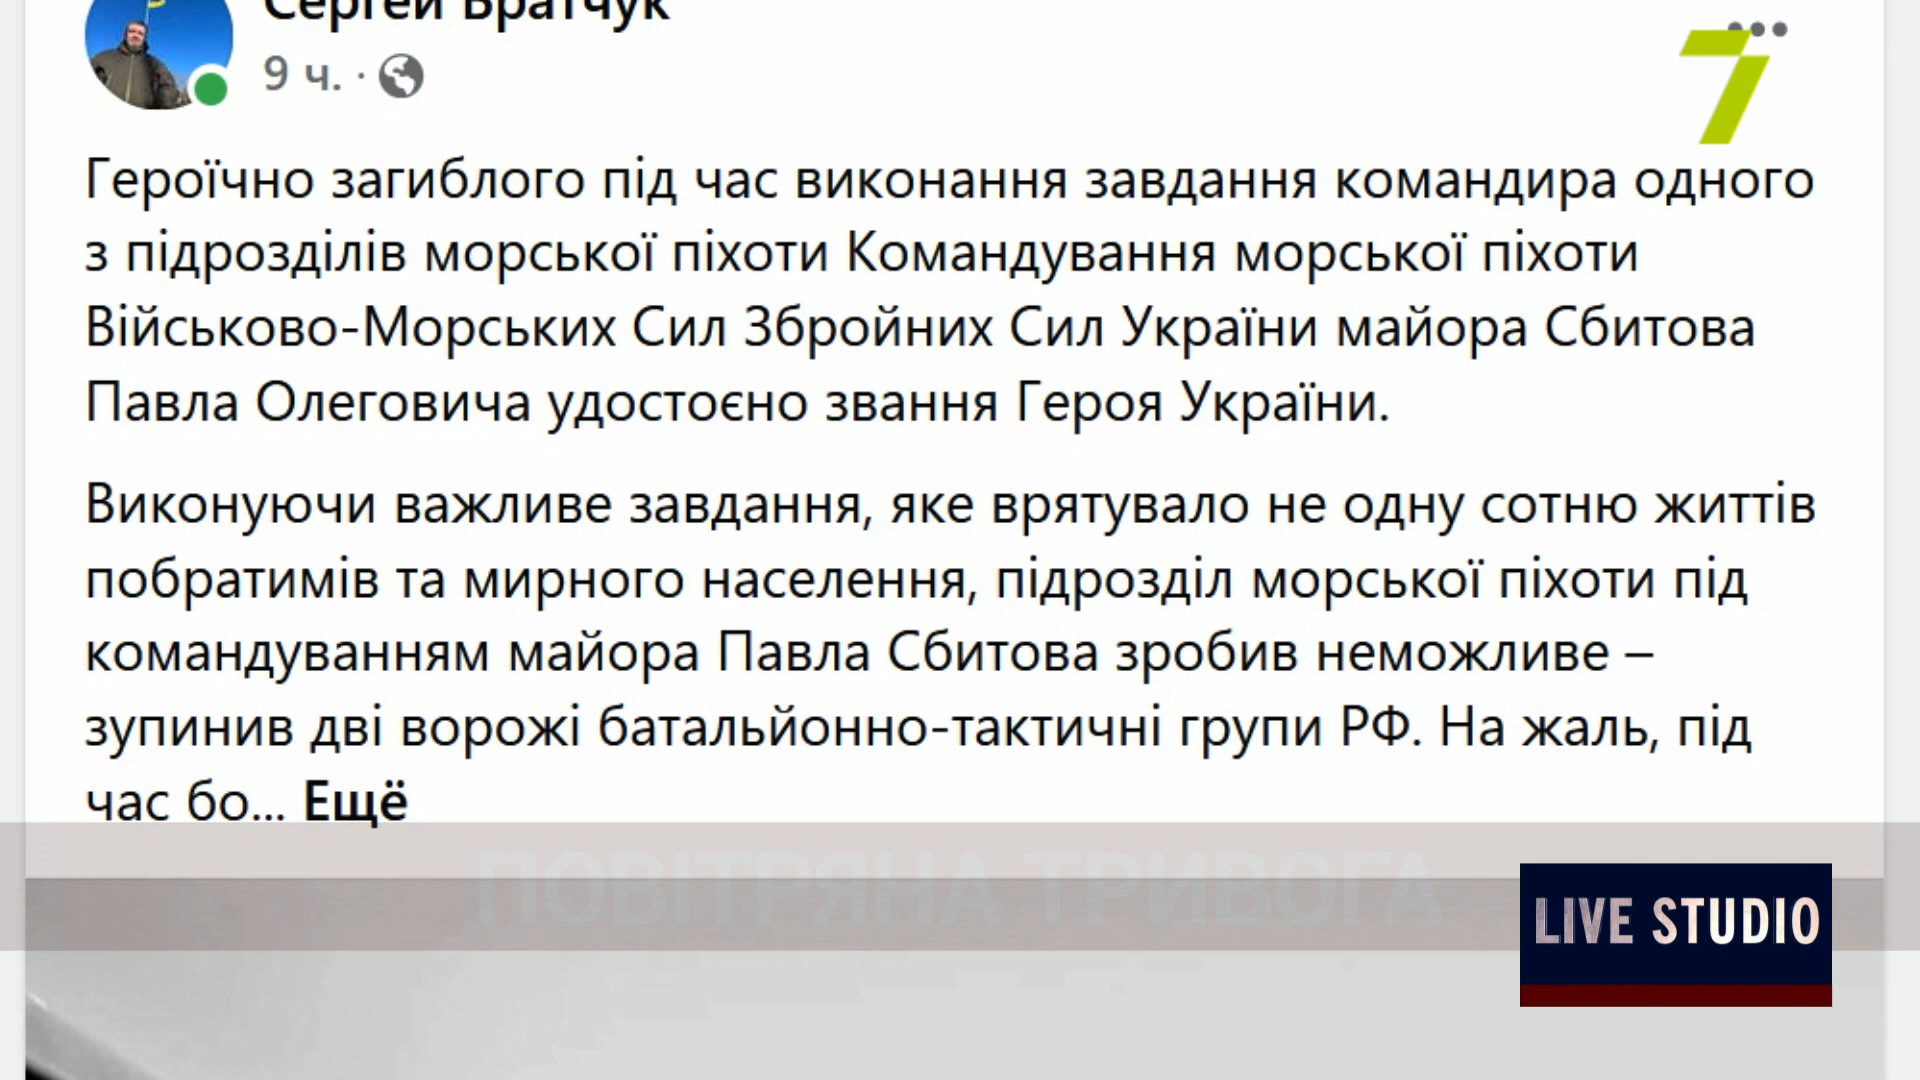 Сергей Братчук
9 ч. ·
7
Героїчно загиблого під час виконання завдання командира одного
з підрозділів морської піхоти Командування морської піхоти
Військово-Морських Сил Збройних Сил України майора Сбитова
Павла Олеговича удостоєно звання Героя України.
Виконуючи важливе завдання, яке врятувало не одну сотню життів
побратимів та мирного населення, підрозділ морської піхоти під
командуванням майора Павла Сбитова зробив неможливе –
зупинив дві ворожі батальйонно-тактичні групи РФ. На жаль, під
час бо... Ещё
ПОВІТРЯНА ТРИВОГА
LIVE STUDIO